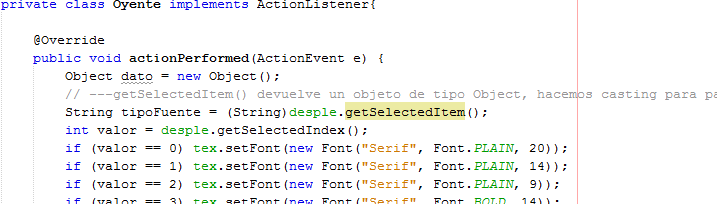 private class Oyente implements ActionListener{
@Override
public void actionPerformed(ActionEvent e) {
Object dato = new Object();
// ---getSelectedItem() devuelve un objeto de tipo Object, hacemos casting para
String tipoFuente = (String)desple.getSelectedItem();
int valor = desple.getSelectedIndex();
if (valor == 0) tex.setFont(new Font("Serif", Font.PLAIN, 20));
if (valor == 1) tex.setFont(new Font("Serif", Font.PLAIN, 14));
if (valor == 2) tex.setFont(new Font("Serif", Font.PLAIN, 9));
if (valor == 3) tex.setFont(new Font("Serif", Font.BOLD, 14));